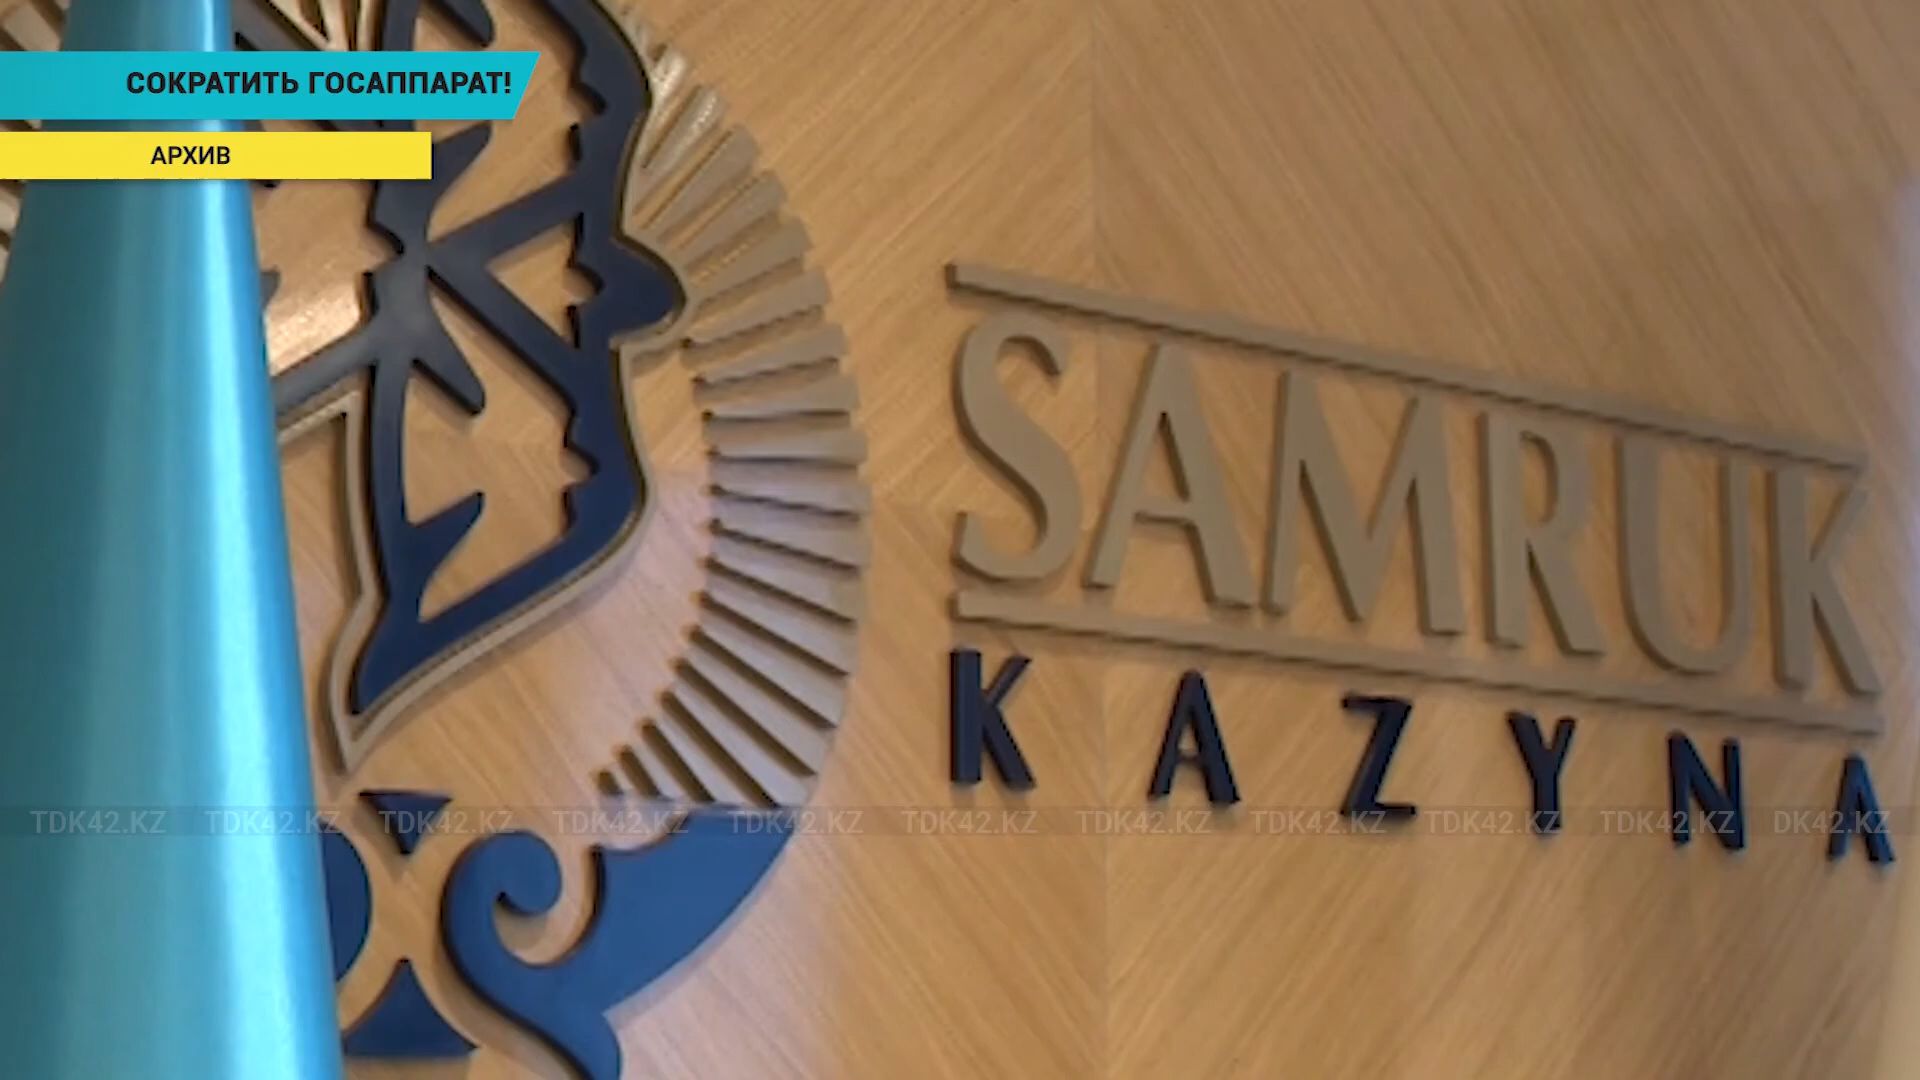 СОКРАТИТЬ ГОСАППАРАТ!
АРХИВ
SAMRUK
KAZYNA
TDK42.KZ TDK42.KZ TDK42.KZ TDK42.KZ TDK42.KZ TDK42.KZ TDK42.KZ TDK42.KZ TDK42.KZ TDK42.KZ DK42.KZ